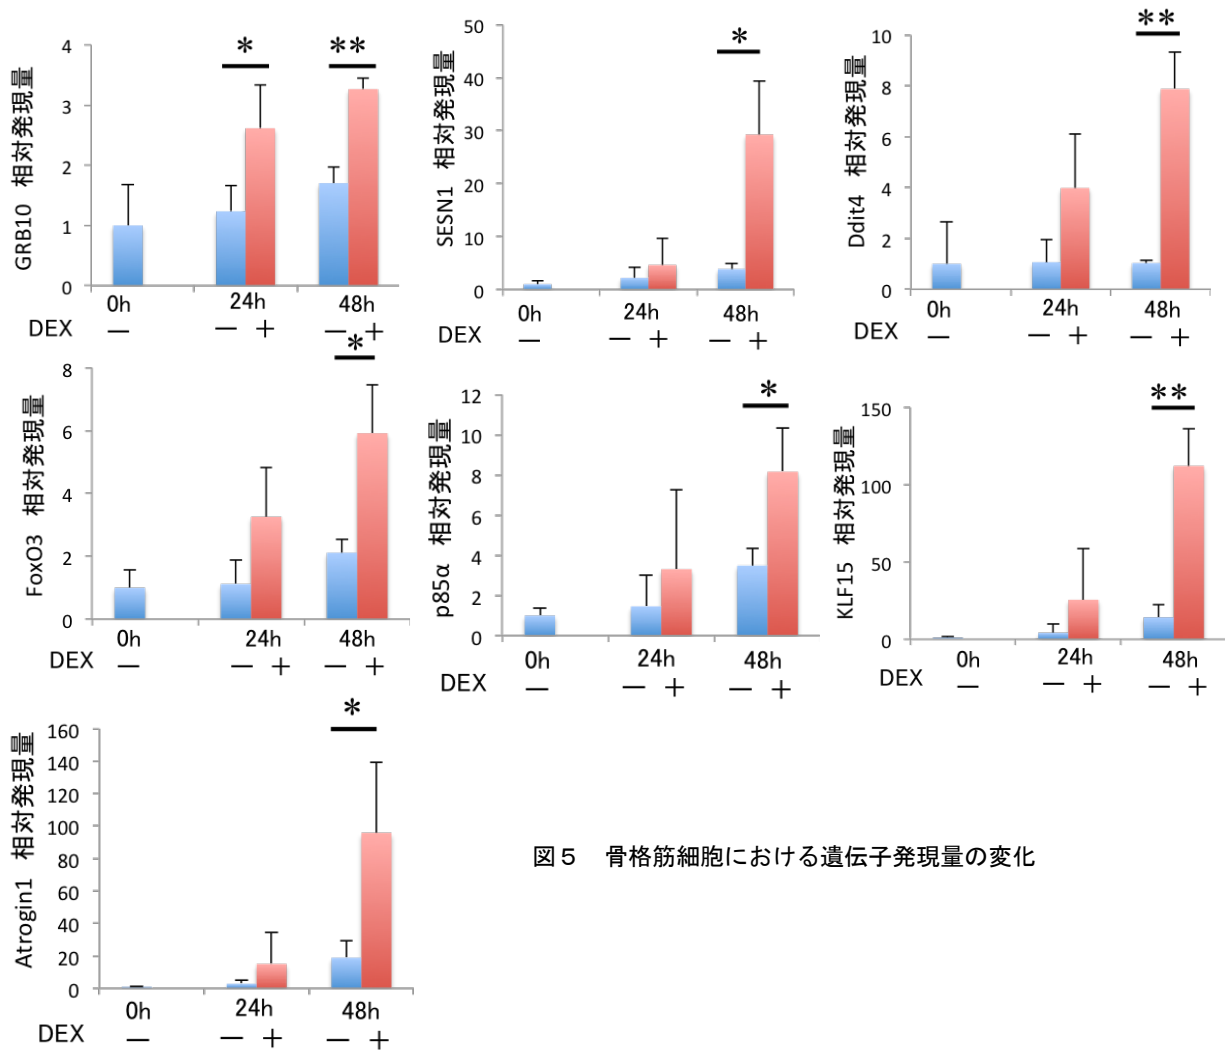 GRB10 相対発現量
4
3
2
1
0
* **
0h 24h 48h
DEX — — + — +
SESN1 相対発現量
50
40
30
20
10
0
*
0h 24h 48h
DEX — — + — +
Ddit4 相対発現量
10
8
6
4
2
0
**
0h 24h 48h
DEX — — + — +
FoxO3 相対発現量
8
6
4
2
0
*
0h 24h 48h
DEX — — + — +
p85α 相対発現量
12
10
8
6
4
2
0
*
0h 24h 48h
DEX — — + — +
KLF15 相対発現量
150
100
50
0
**
0h 24h 48h
DEX — — + — +
Atrogin1 相対発現量
160
140
120
100
80
60
40
20
0
*
0h 24h 48h
DEX — — + — +
図５　骨格筋細胞における遺伝子発現量の変化